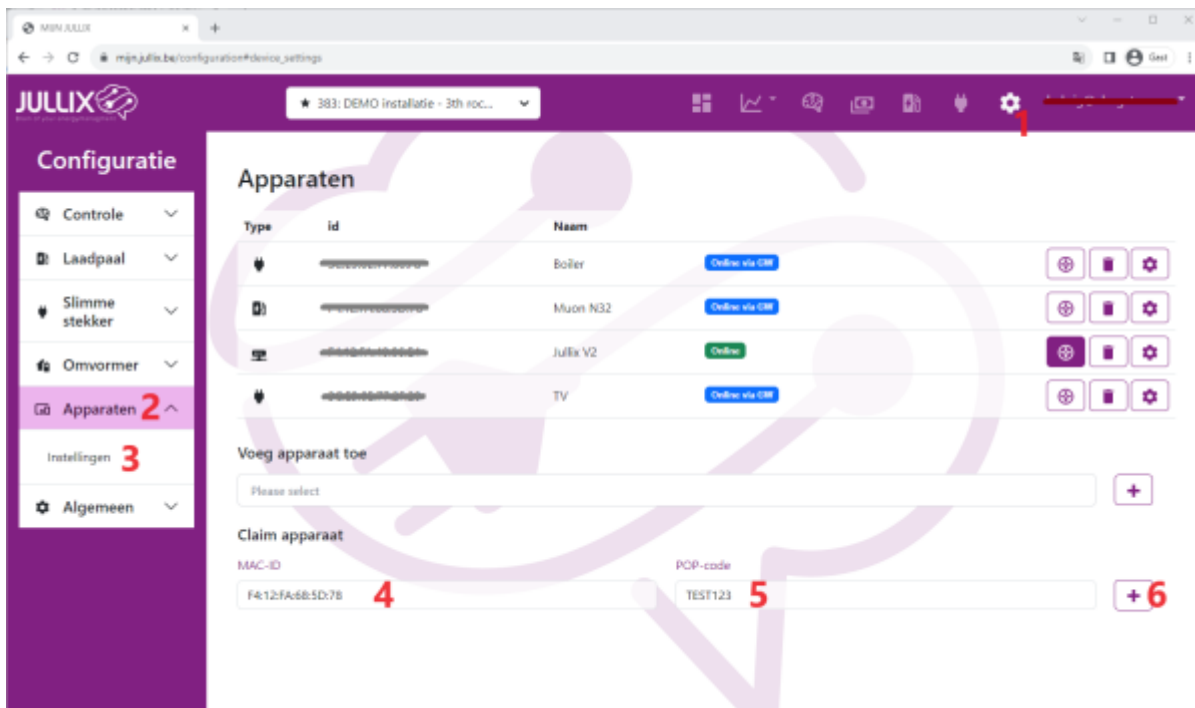 MIJN JULLIX
mijn.jullix.be/configuration#device_settings
Gast
JULLIX
★ 383: DEMO installatie - 3th roc...
1
Configuratie
Controle
Laadpaal
Slimme
stekker
Omvormer
Apparaten 2
Instellingen 3
Algemeen
Apparaten
Type id Naam
Boiler Online via GW
Muon N32 Online via GW
Jullix V2 Online
TV Online via GW
Voeg apparaat toe
Please select +
Claim apparaat
MAC-ID POP-code
F4:12:FA:68:5D:78 4 TEST123 5 + 6